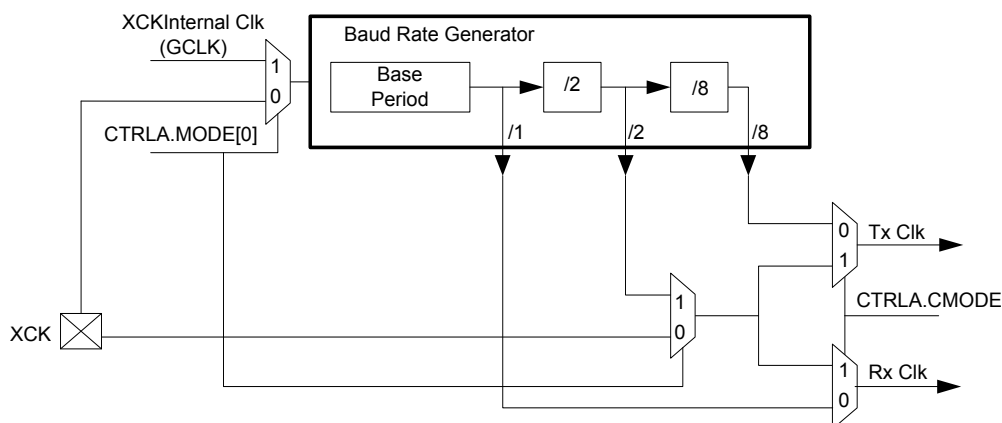 XCKInternal Clk
(GCLK)
Baud Rate Generator
1
0
Base
Period
/2
/8
CTRLA.MODE[0]
/1
/2
/8
0
1
Tx Clk
1
0
CTRLA.CMODE
XCK
1
0
Rx Clk